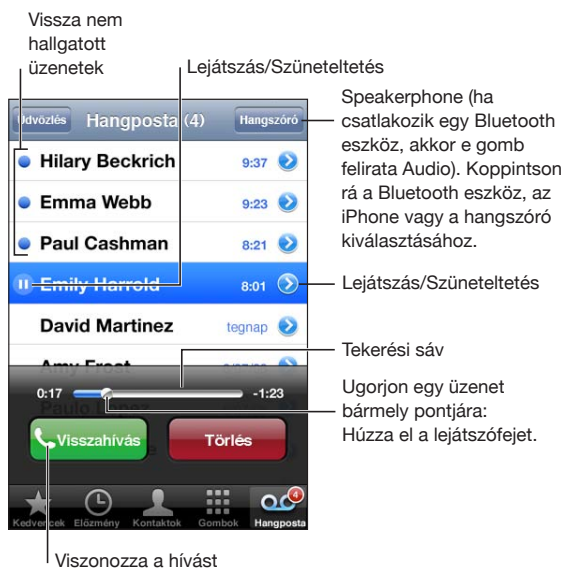 Vissza nem
hallgatott
üzenetek
Lejátszás/Szüneteltetés
Speakerphone (ha
csatlakozik egy Bluetooth
eszköz, akkor e gomb
felirata Audio). Koppintson
rá a Bluetooth eszköz, az
iPhone vagy a hangszóró
kiválasztásához.
Üdvözlés Hangposta (4) Hangszóró
Hilary Beckrich 9:37
Emma Webb 9:23
Paul Cashman 8:21
Emily Harrold 8:01
Lejátszás/Szüneteltetés
David Martinez tegnap
Amy Frost
Tekerési sáv
0:17 -1:23
Ugorjon egy üzenet
bármely pontjára:
Húzza el a lejátszófejet.
Paulo Lopez
Visszahívás Törlés
Kedvencek Előzmény Kontaktok Gombok Hangposta 4
Viszonozza a hívást